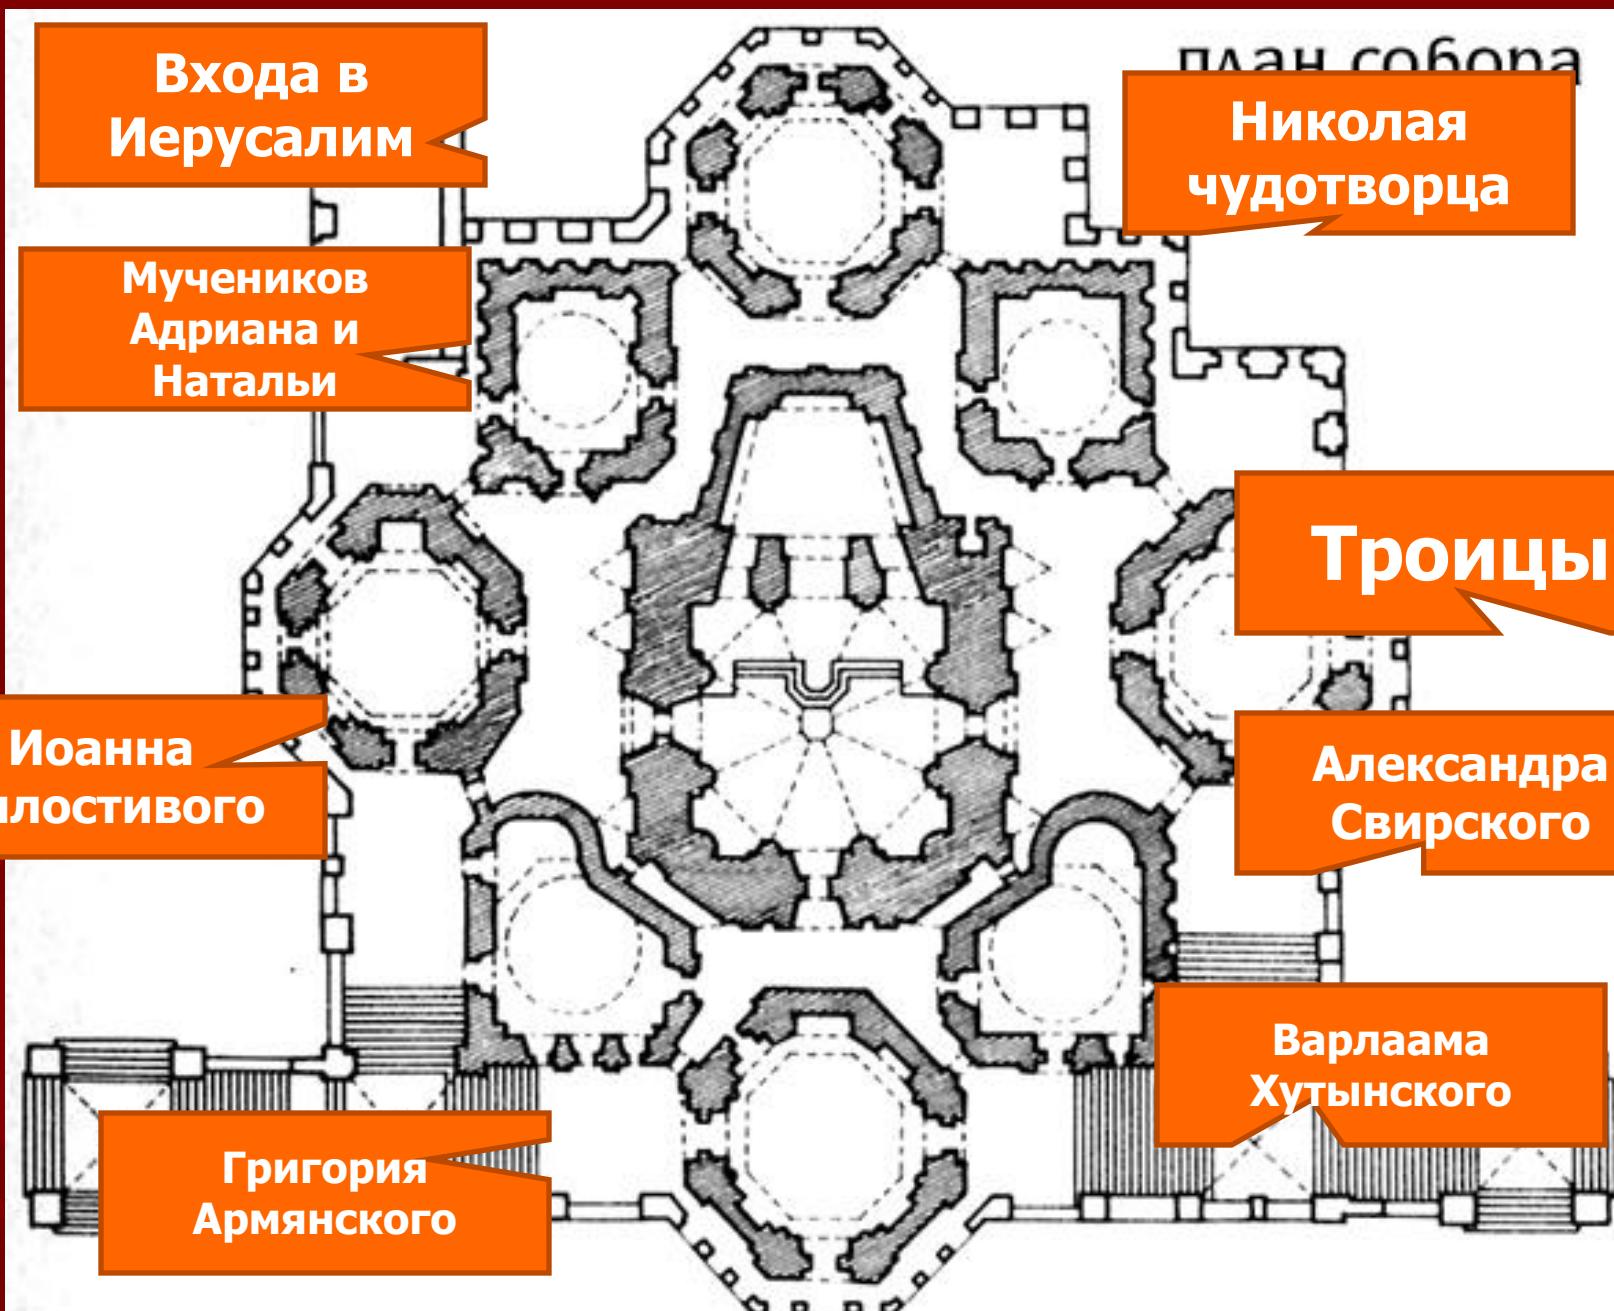 план собора
Входа в
Иерусалим
Николая
чудотворца
Мучеников
Адриана и
Натальи
Троицы
Иоанна
Александра
Свирского
Варлаама
Хутынского
Григория
Армянского